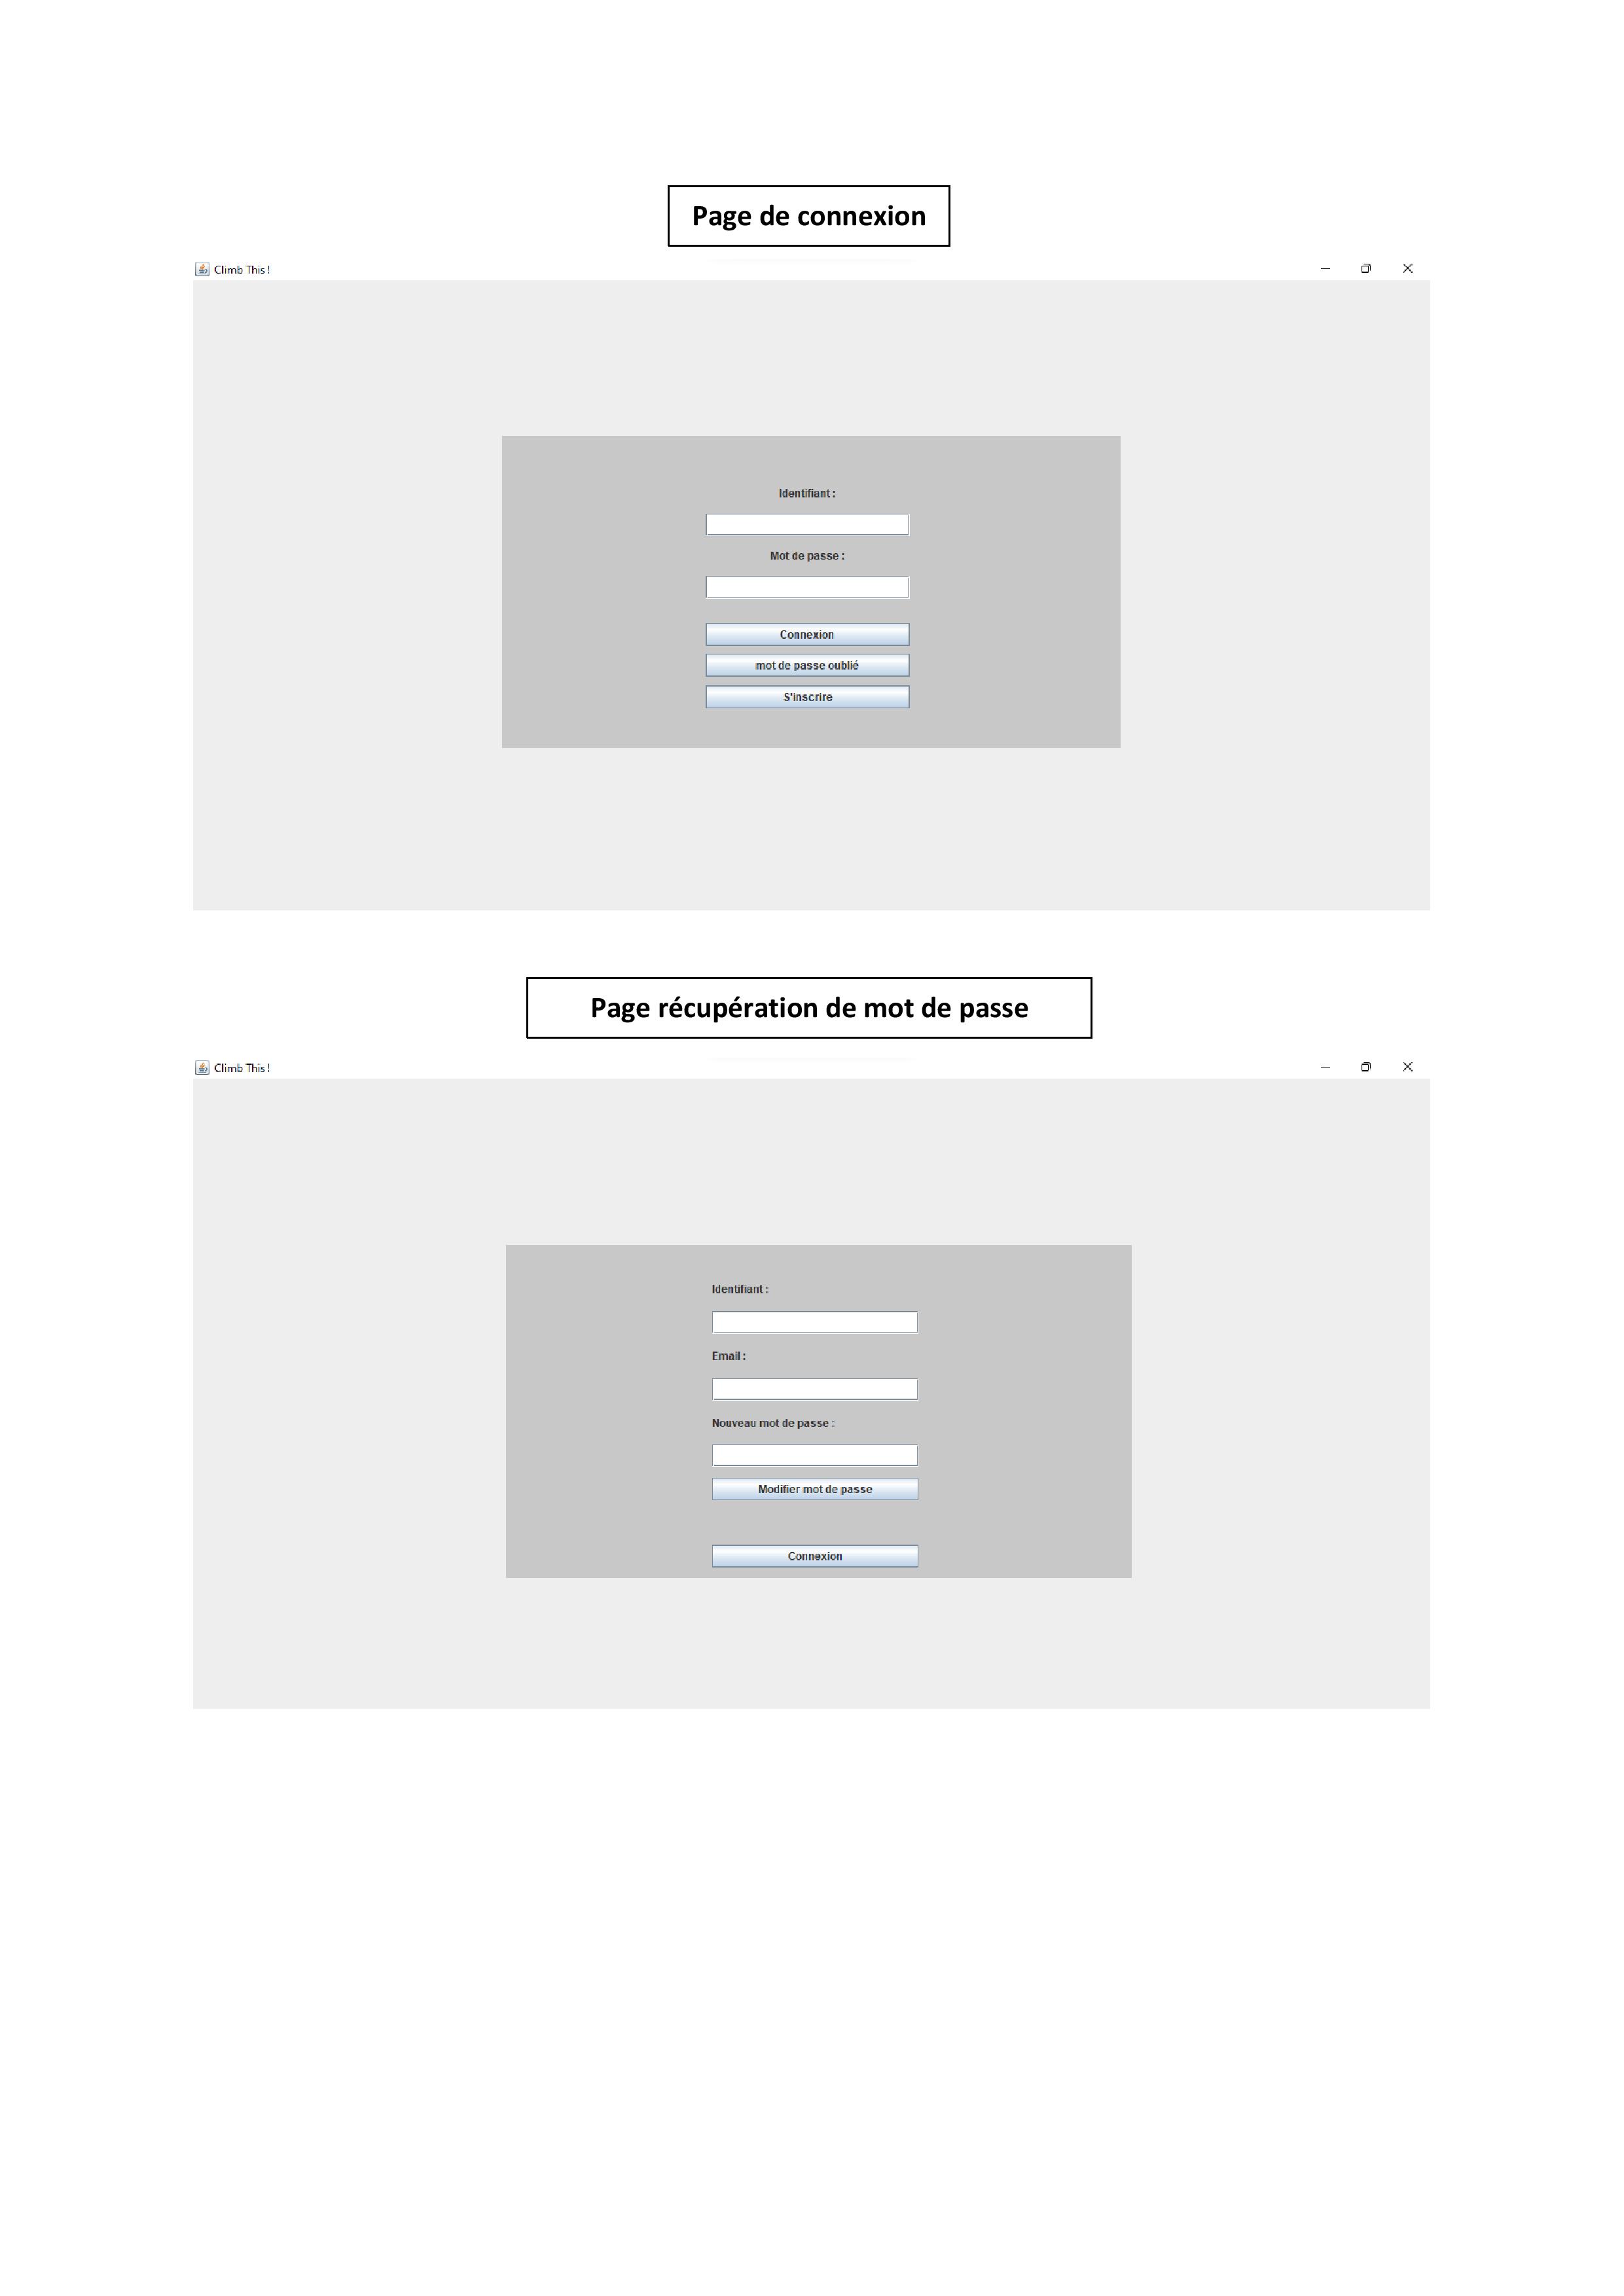 Page de connexion
Climb This !
Identifiant :
Mot de passe :
Connexion
mot de passe oublié
S'inscrire
Page récupération de mot de passe
Climb This !
Identifiant :
Email :
Nouveau mot de passe :
Modifier mot de passe
Connexion